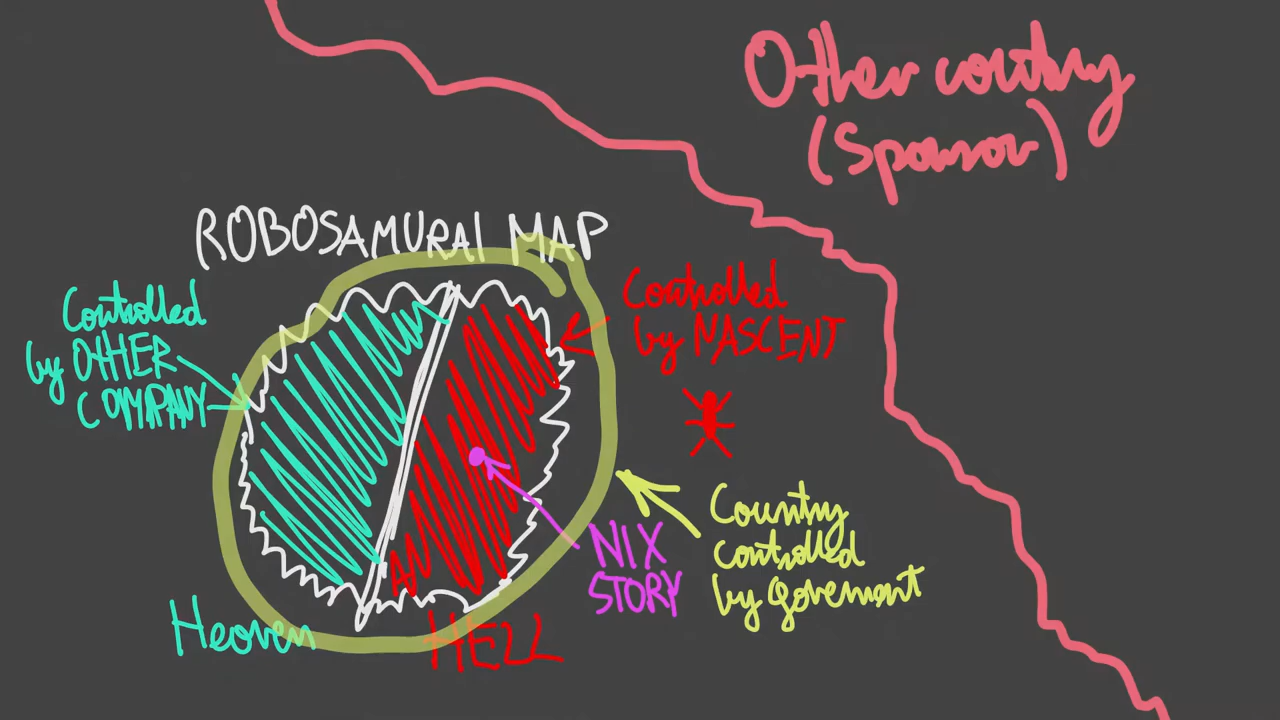 Other country
(Sponsor)
ROBOSAMURAI MAP
Controlled
by OTHER
COMPANY
Controlled
by NASCENT
NIX
STORY
Country
controlled
by goverment
Heaven
HELL